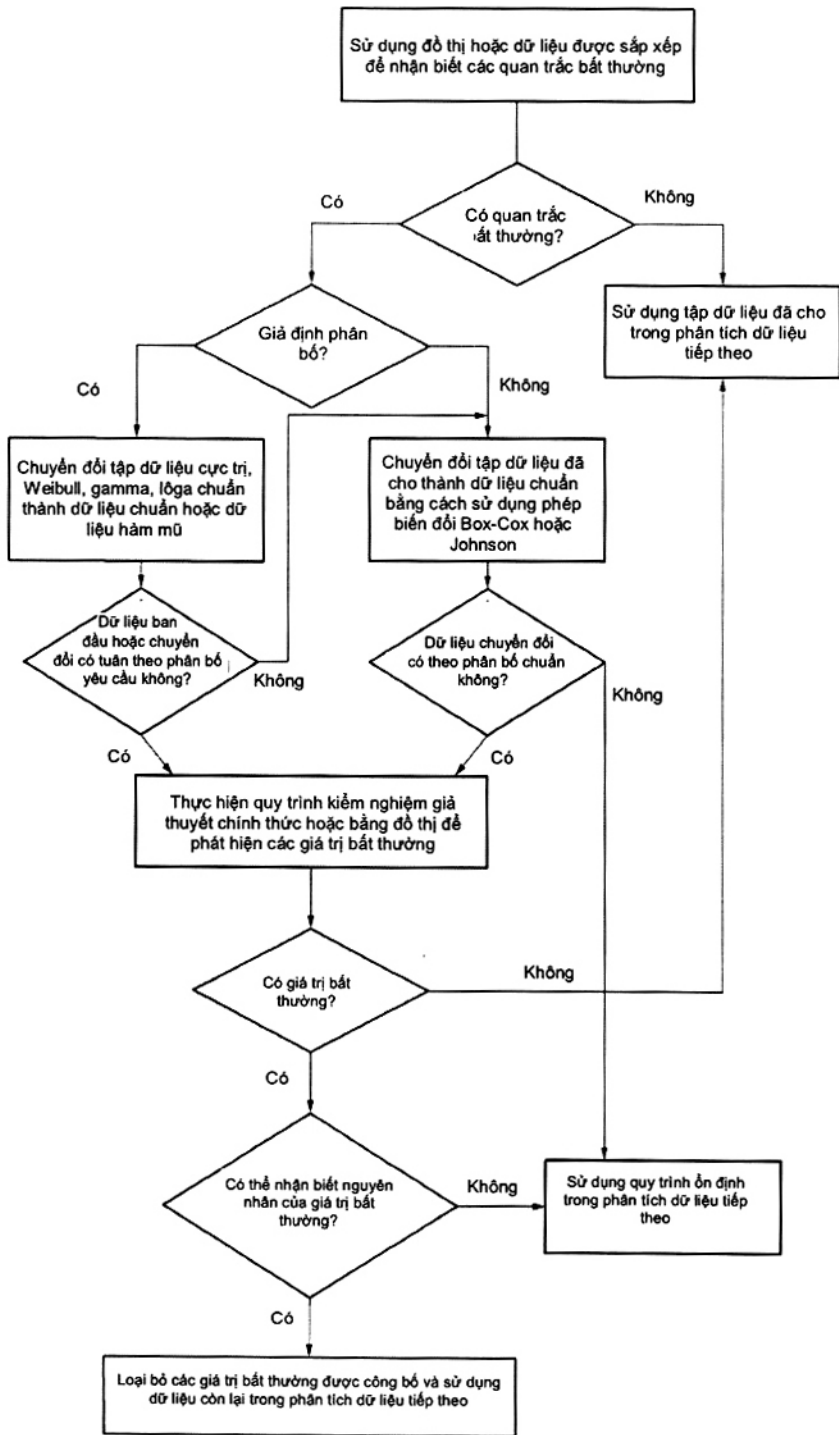 Sử dụng đồ thị hoặc dữ liệu được sắp xếp
để nhận biết các quan trắc bất thường
Có
Không
Có quan trắc
ất thường?
Sử dụng tập dữ liệu đã cho
trong phân tích dữ liệu
tiếp theo
Giả định phân
bố?
Có
Không
Chuyển đổi tập dữ liệu cực trị,
Weibull, gamma, lôga chuẩn
thành dữ liệu chuẩn hoặc dữ
liệu hàm mũ
Chuyển đổi tập dữ liệu đã
cho thành dữ liệu chuẩn
bằng cách sử dụng phép
biến đổi Box-Cox hoặc
Johnson
Dữ liệu ban
đầu hoặc chuyển
đổi có tuân theo phân bố
yêu cầu không?
Không
Dữ liệu chuyển đổi
có theo phân bố chuẩn
không?
Không
Có
Có
Thực hiện quy trình kiểm nghiệm giả
thuyết chính thức hoặc bằng đồ thị để
phát hiện các giá trị bất thường
Có giá trị bất
thường?
Không
Có
Có thể nhận biết nguyên
nhân của giá trị bất
thường?
Không
Sử dụng quy trình ổn định
trong phân tích dữ liệu tiếp
theo
Có
Loại bỏ các giá trị bất thường được công bố và sử dụng
dữ liệu còn lại trong phân tích dữ liệu tiếp theo